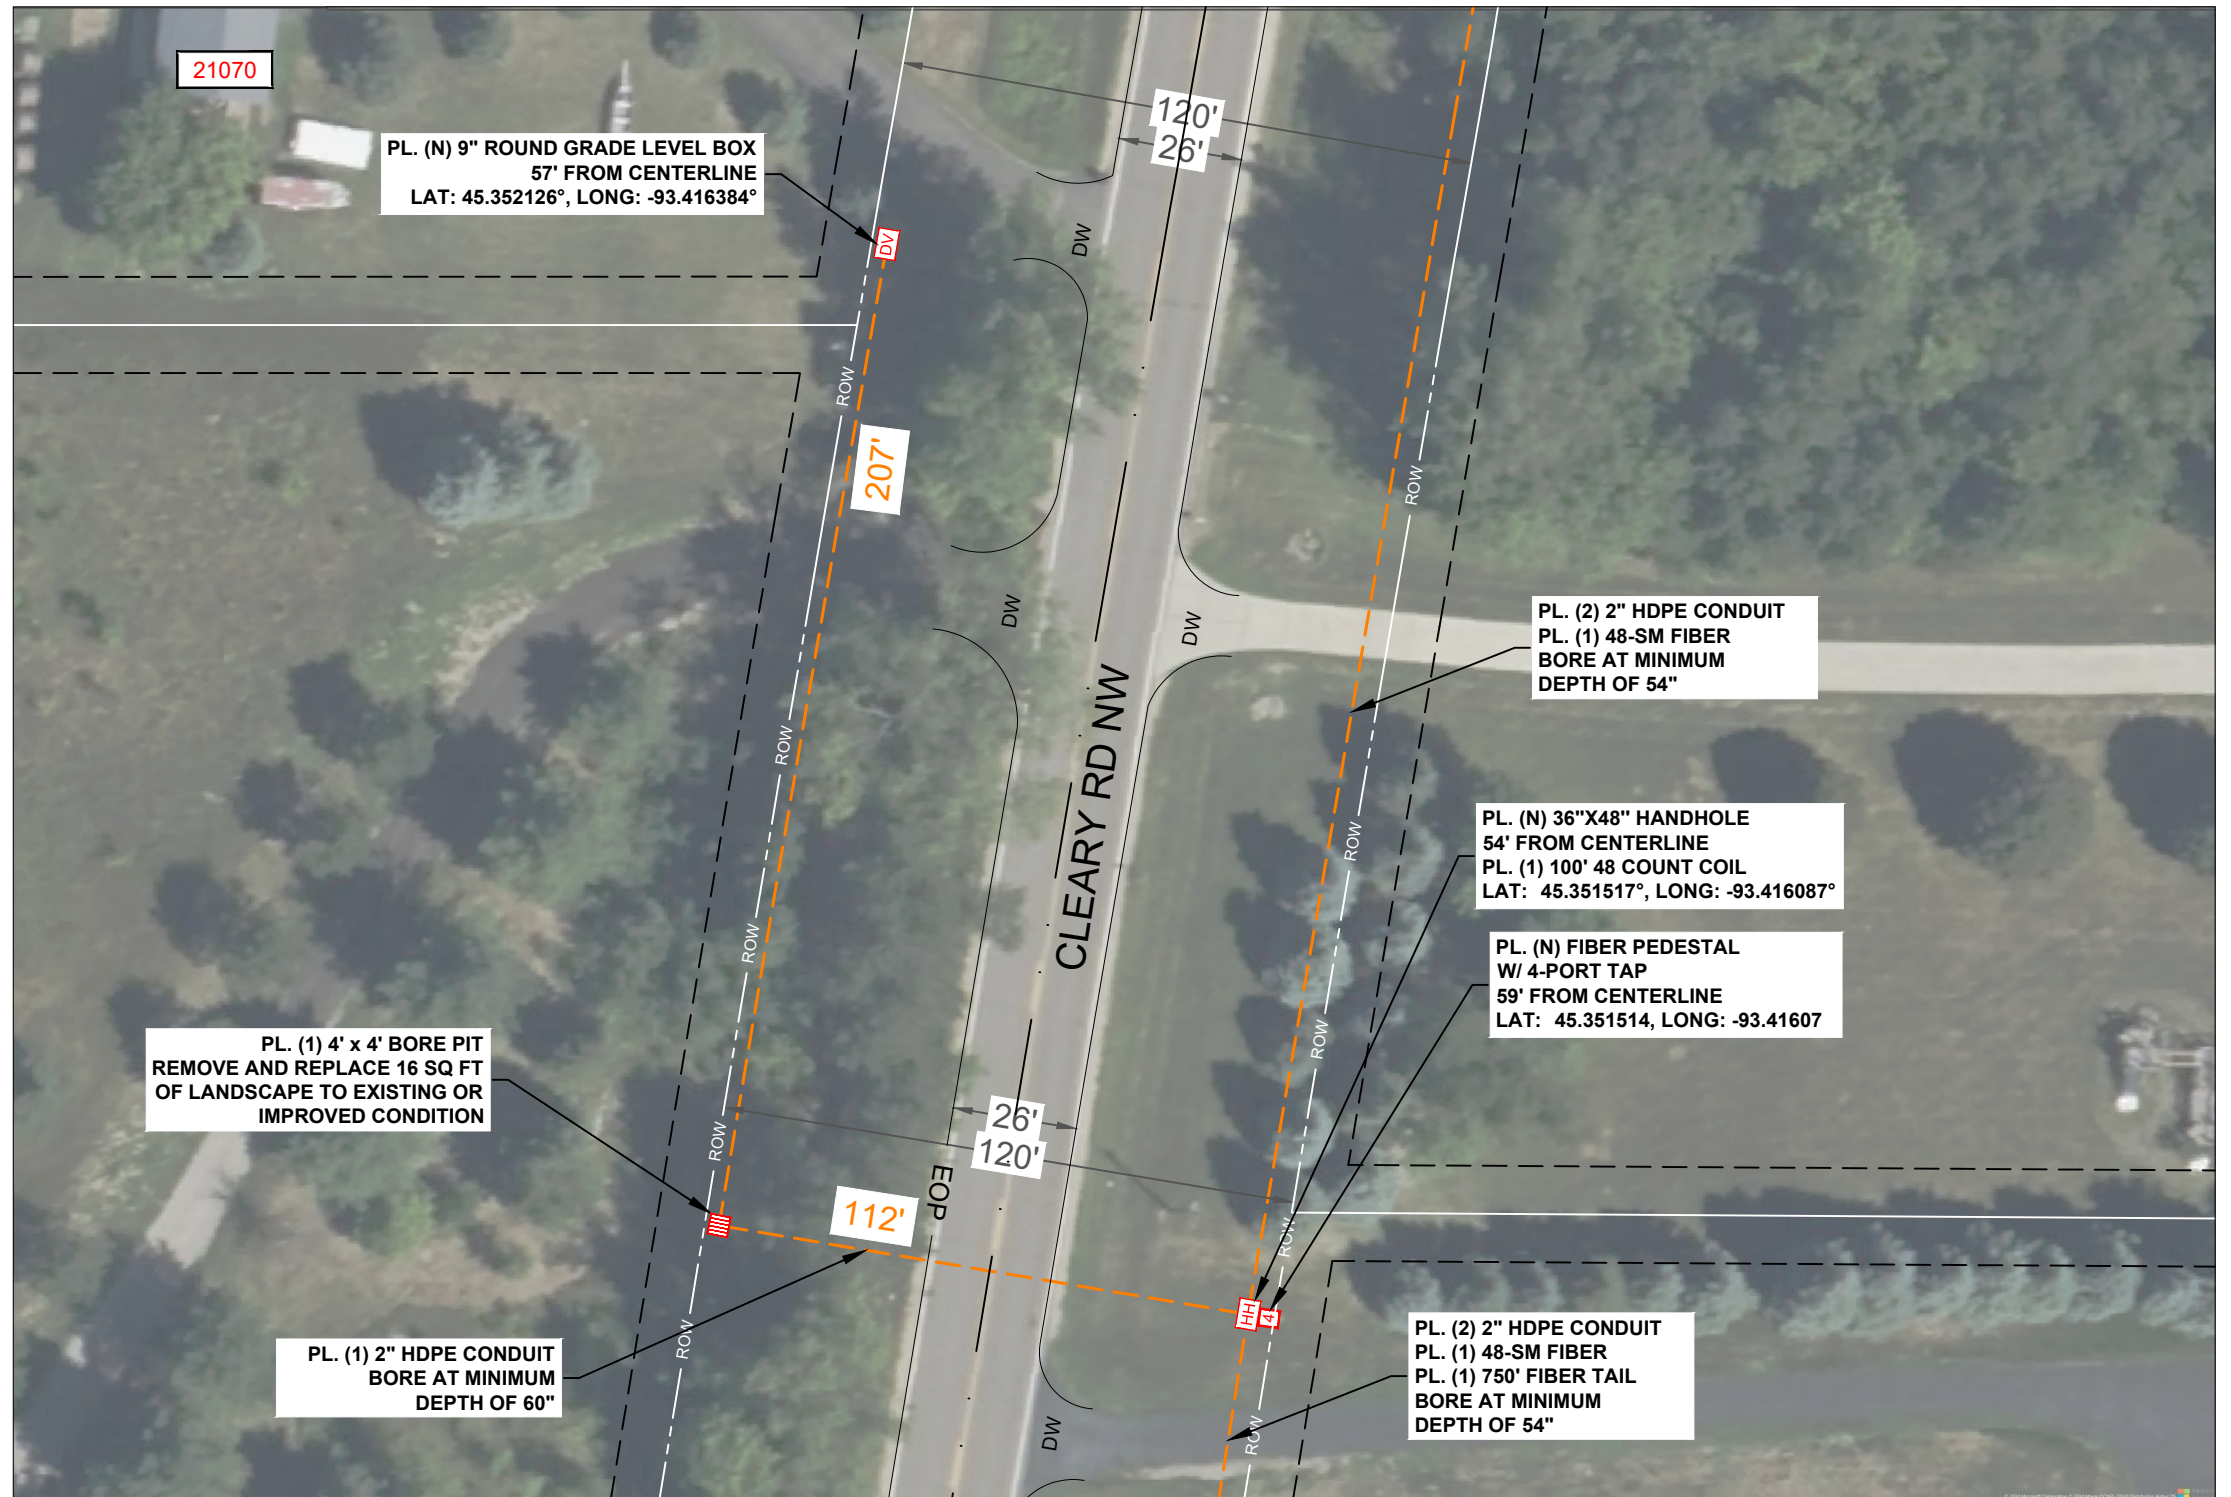 21070
PL. (N) 9" ROUND GRADE LEVEL BOX
57' FROM CENTERLINE
LAT: 45.352126°, LONG: -93.416384°
DV
120'
26'
DW
ROW
207'
ROW
DW
DW
PL. (2) 2" HDPE CONDUIT
PL. (1) 48-SM FIBER
BORE AT MINIMUM
DEPTH OF 54"
ROW
CLEARY RD NW
ROW
PL. (N) 36"X48" HANDHOLE
54' FROM CENTERLINE
PL. (1) 100' 48 COUNT COIL
LAT: 45.351517°, LONG: -93.416087°
ROW
PL. (N) FIBER PEDESTAL
W/ 4-PORT TAP
59' FROM CENTERLINE
LAT: 45.351514, LONG: -93.41607
ROW
PL. (1) 4' x 4' BORE PIT
REMOVE AND REPLACE 16 SQ FT
OF LANDSCAPE TO EXISTING OR
IMPROVED CONDITION
26'
120'
ROW
EOP
112'
ROW
HH
4
ROW
PL. (1) 2" HDPE CONDUIT
BORE AT MINIMUM
DEPTH OF 60"
PL. (2) 2" HDPE CONDUIT
PL. (1) 48-SM FIBER
PL. (1) 750' FIBER TAIL
BORE AT MINIMUM
DEPTH OF 54"
DW
ROW